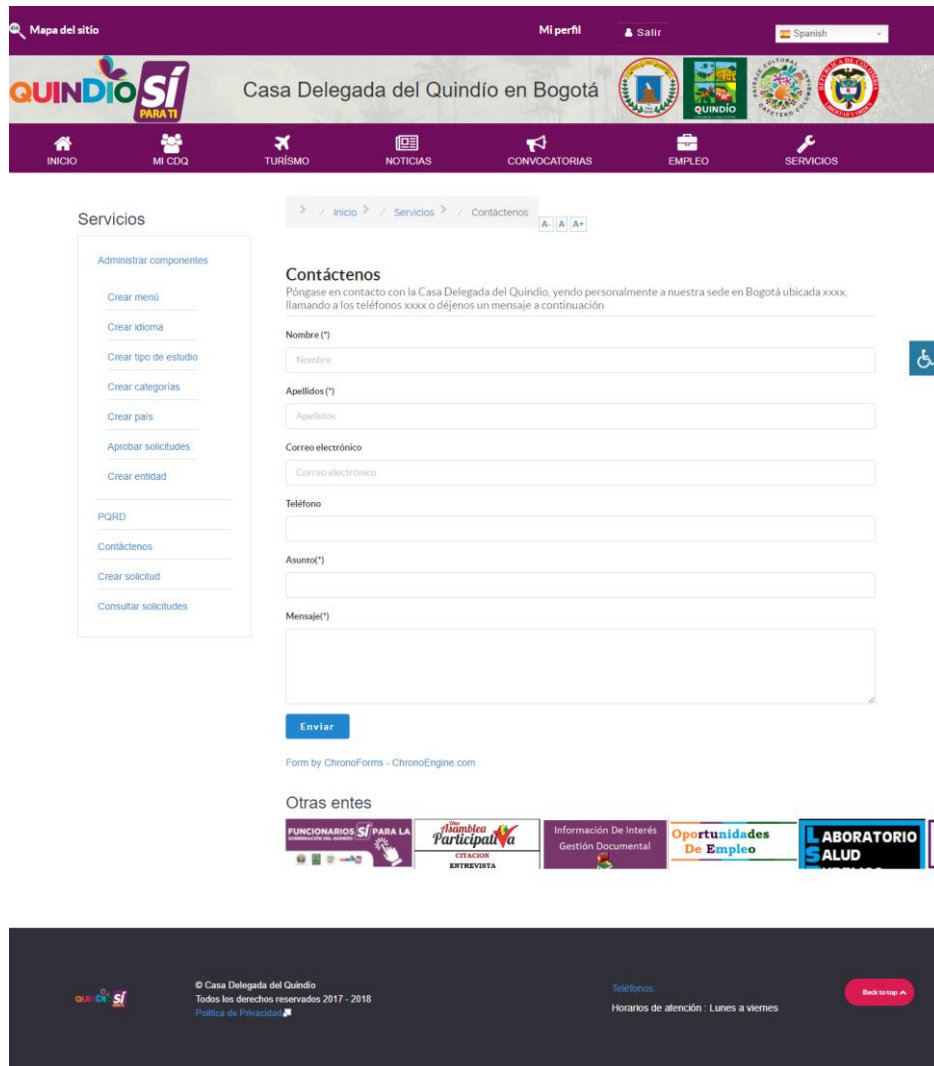 Mapa del sitio
Mi perfil
Salir
Spanish
QUINDÍO SÍ
PARA TI
Casa Delegada del Quindío en Bogotá
QUINDÍO
INICIO
MI CDQ
TURÍSMO
NOTICIAS
CONVOCATORIAS
EMPLEO
SERVICIOS
Servicios
Administrar componentes
Crear menú
Crear idioma
Crear tipo de estudio
Crear categorías
Crear país
Aprobar solicitudes
Crear entidad
PQRD
Contáctenos
Crear solicitud
Consultar solicitudes
> / Inicio > / Servicios > / Contáctenos
A- A A+
Contáctenos
Póngase en contacto con la Casa Delegada del Quindío, yendo personalmente a nuestra sede en Bogotá ubicada xxxx,
llamando a los teléfonos xxxx o déjenos un mensaje a continuación
Nombre (*)
Nombre
Apellidos (*)
Apellidos
Correo electrónico
Correo electrónico
Teléfono
Asunto(*)
Mensaje(*)
Enviar
Form by ChronoForms - ChronoEngine.com
Otras entes
FUNCIONARIOS SÍ PARA LA
Una
Asamblea
Participativa
CITACION
ENTREVISTA
Información De Interés
Gestión Documental
Oportunidades
De Empleo
LABORATORIO
SALUD
QUINDÍO SÍ
© Casa Delegada del Quindío
Todos los derechos reservados 2017 - 2018
Política de Privacidad
Teléfonos:
Horarios de atención : Lunes a viernes
Back to top